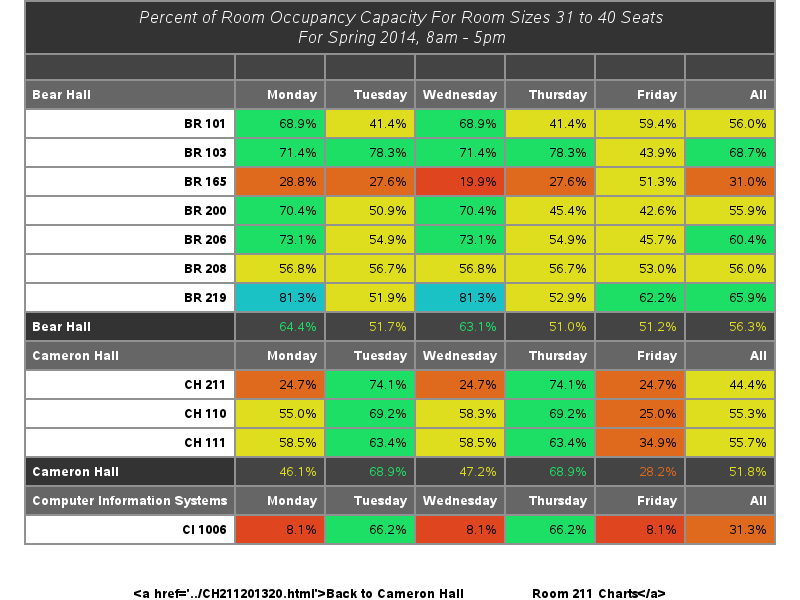 Percent of Room Occupancy Capacity For Room Sizes 31 to 40 Seats
For Spring 2014, 8am - 5pm
Bear Hall Monday Tuesday Wednesday Thursday Friday All
BR 101 68.9% 41.4% 68.9% 41.4% 59.4% 56.0%
BR 103 71.4% 78.3% 71.4% 78.3% 43.9% 68.7%
BR 165 28.8% 27.6% 19.9% 27.6% 51.3% 31.0%
BR 200 70.4% 50.9% 70.4% 45.4% 42.6% 55.9%
BR 206 73.1% 54.9% 73.1% 54.9% 45.7% 60.4%
BR 208 56.8% 56.7% 56.8% 56.7% 53.0% 56.0%
BR 219 81.3% 51.9% 81.3% 52.9% 62.2% 65.9%
Bear Hall 64.4% 51.7% 63.1% 51.0% 51.2% 56.3%
Cameron Hall Monday Tuesday Wednesday Thursday Friday All
CH 211 24.7% 74.1% 24.7% 74.1% 24.7% 44.4%
CH 110 55.0% 69.2% 58.3% 69.2% 25.0% 55.3%
CH 111 58.5% 63.4% 58.5% 63.4% 34.9% 55.7%
Cameron Hall 46.1% 68.9% 47.2% 68.9% 28.2% 51.8%
Computer Information Systems Monday Tuesday Wednesday Thursday Friday All
CI 1006 8.1% 66.2% 8.1% 66.2% 8.1% 31.3%
<a href='../CH211201320.html'>Back to Cameron Hall Room 211 Charts</a>